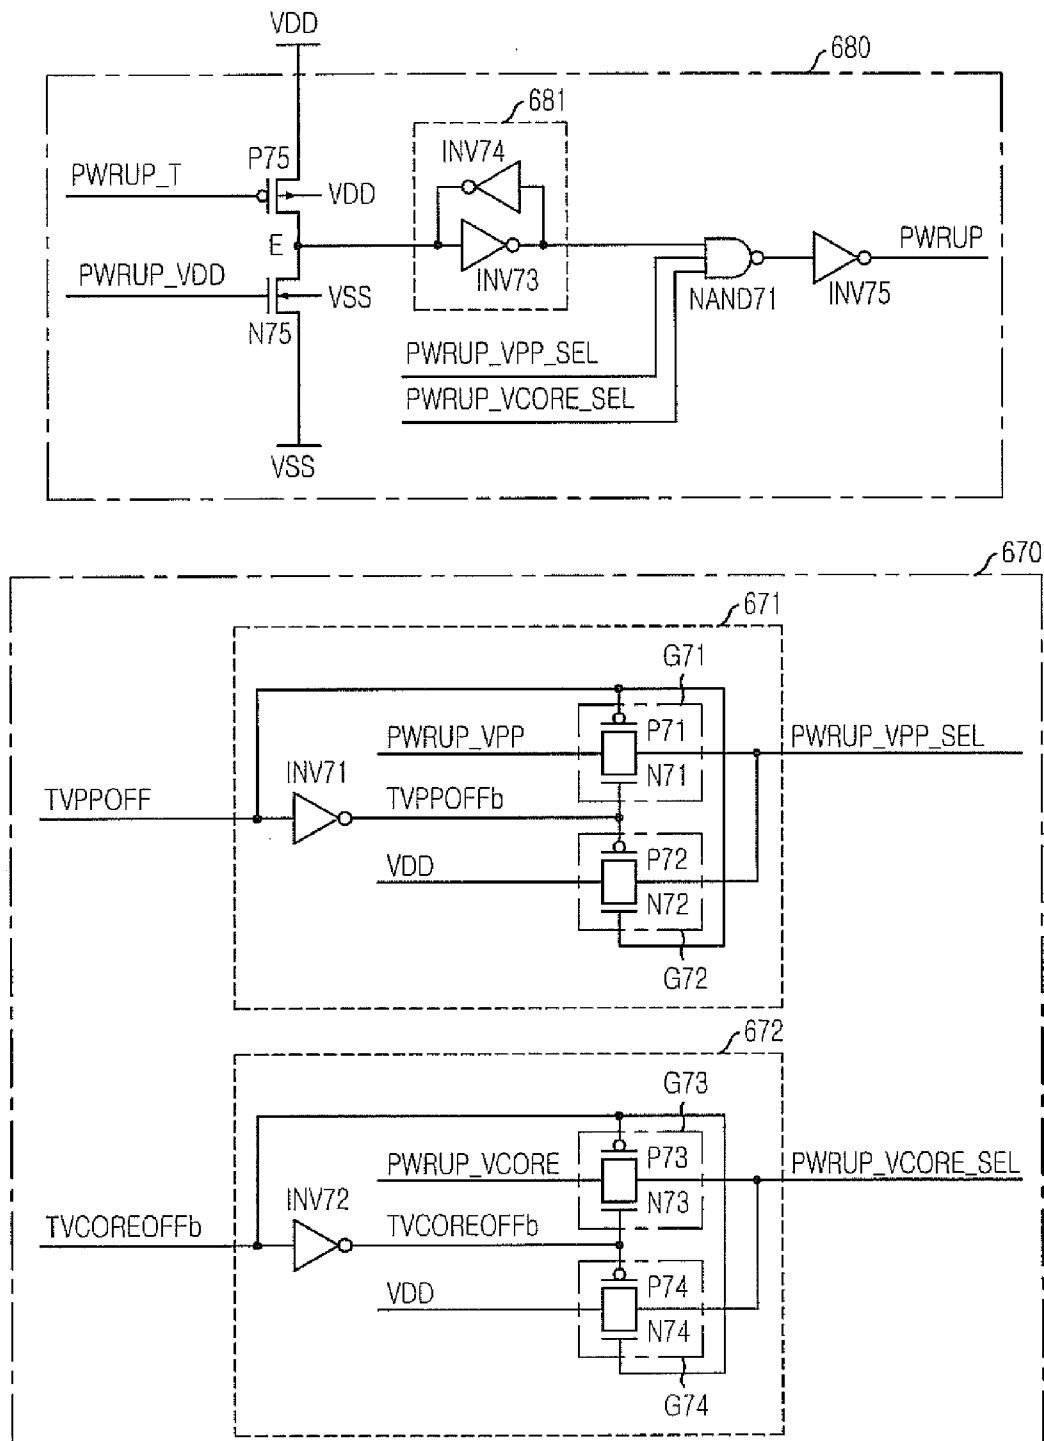 VDD
680
681
P75
INV74
PWRUP_T
VDD
E
PWRUP
PWRUP_VDD
INV73
NAND71
INV75
VSS
N75
PWRUP_VPP_SEL
PWRUP_VCORE_SEL
VSS
670
671
G71
PWRUP_VPP
P71
PWRUP_VPP_SEL
INV71
N71
TVPPOFF
TVPPOFFb
VDD
P72
N72
G72
672
G73
PWRUP_VCORE
P73
PWRUP_VCORE_SEL
INV72
N73
TVCOREOFFb
TVCOREOFFb
VDD
P74
N74
G74